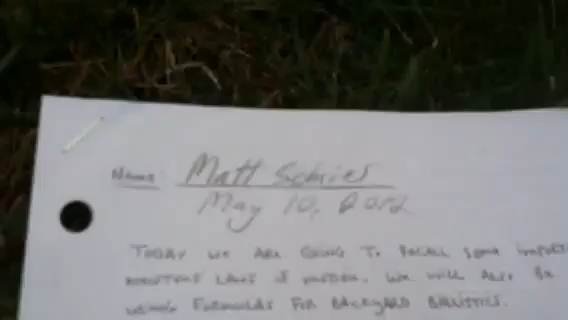 Name: Matt Schier
May 10, 2012
TODAY WE ARE GOING TO RECALL SOME
NEWTONS LAWS OF MOTION. WE WILL ALSO BE
USING FORMULAS FOR BACKYARD BALLISTICS.